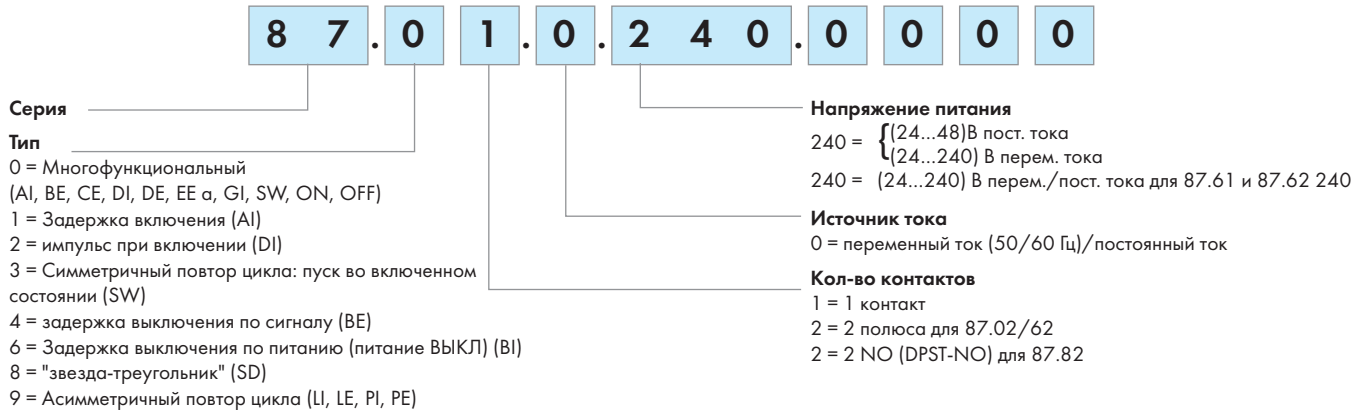 8 7 . 0 1 . 0 . 2 4 0 . 0 0 0 0
Серия
Тип
0 = Многофункциональный
(AI, BE, CE, DI, DE, EE a, GI, SW, ON, OFF)
1 = Задержка включения (AI)
2 = импульс при включении (DI)
3 = Симметричный повтор цикла: пуск во включенном
состоянии (SW)
4 = задержка выключения по сигналу (BE)
6 = Задержка выключения по питанию (питание ВЫКЛ) (BI)
8 = "звезда-треугольник" (SD)
9 = Асимметричный повтор цикла (LI, LE, PI, PE)
Напряжение питания
240 = {(24...48)В пост. тока
(24...240) В перем. тока
240 = (24...240) В перем./пост. тока для 87.61 и 87.62 240
Источник тока
0 = переменный ток (50/60 Гц)/постоянный ток
Кол-во контактов
1 = 1 контакт
2 = 2 полюса для 87.02/62
2 = 2 NO (DPST-NO) для 87.82